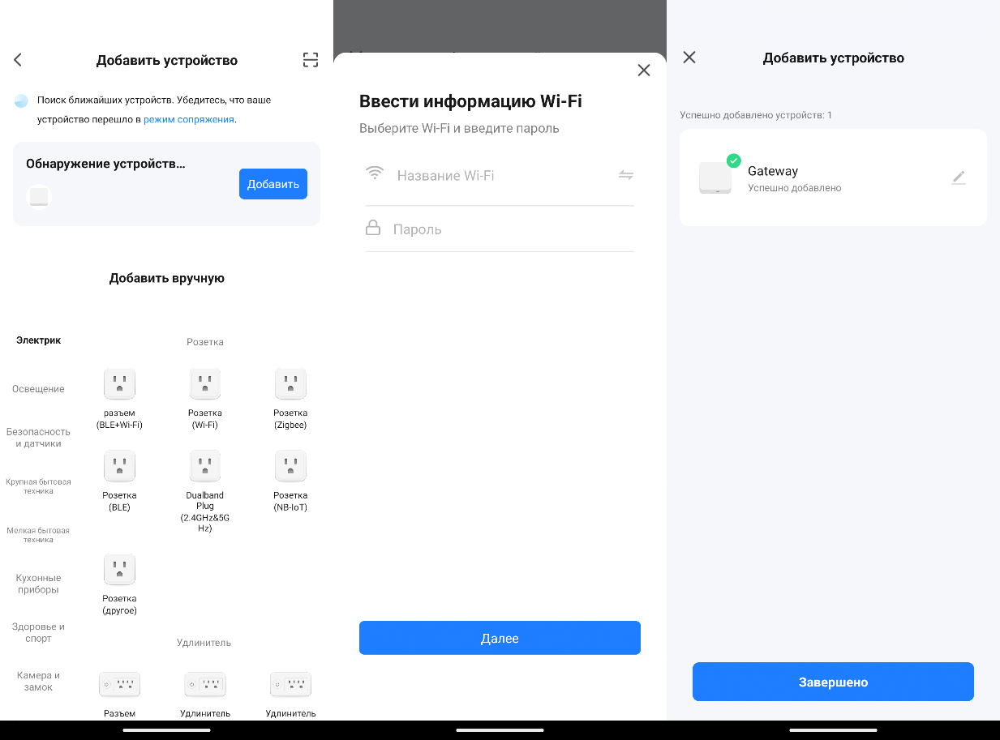 Добавить устройство
Поиск ближайших устройств. Убедитесь, что ваше
устройство перешло в режим сопряжения.
Обнаружение устройств...
Добавить
Добавить вручную
Электрик
Освещение
Безопасность
и датчики
Крупная бытовая
техника
Мелкая бытовая
техника
Кухонные
приборы
Здоровье и
спорт
Камера и
замок
Розетка
разъем
(BLE+Wi-Fi)
Розетка
(Wi-Fi)
Розетка
(Zigbee)
Розетка
(BLE)
Dualband
Plug
(2.4GHz&5G
Hz)
Розетка
(NB-IoT)
Розетка
(другое)
Удлинитель
Разъем
Удлинитель
Удлинитель
Ввести информацию Wi-Fi
Выберите Wi-Fi и введите пароль
Название Wi-Fi
Пароль
Далее
Добавить устройство
Успешно добавлено устройств: 1
Gateway
Успешно добавлено
Завершено